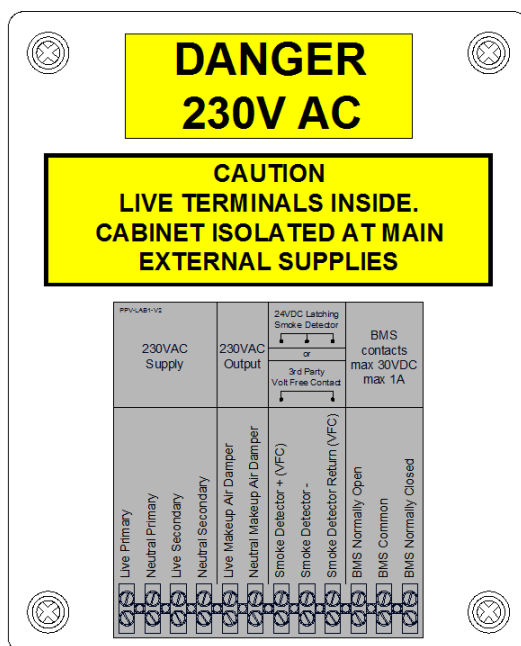 DANGER
230V AC
CAUTION
LIVE TERMINALS INSIDE.
CABINET ISOLATED AT MAIN
EXTERNAL SUPPLIES
PPV-LAB1-V2
230VAC
Supply
230VAC
Output
24VDC Latching
Smoke Detector
or
3rd Party
Volt Free Contact
BMS
contacts
max 30VDC
max 1A
Live Primary
Neutral Primary
Live Secondary
Neutral Secondary
Live Makeup Air Damper
Neutral Makeup Air Damper
Smoke Detector + (VFC)
Smoke Detector -
Smoke Detector Return (VFC)
BMS Normally Open
BMS Common
BMS Normally Closed